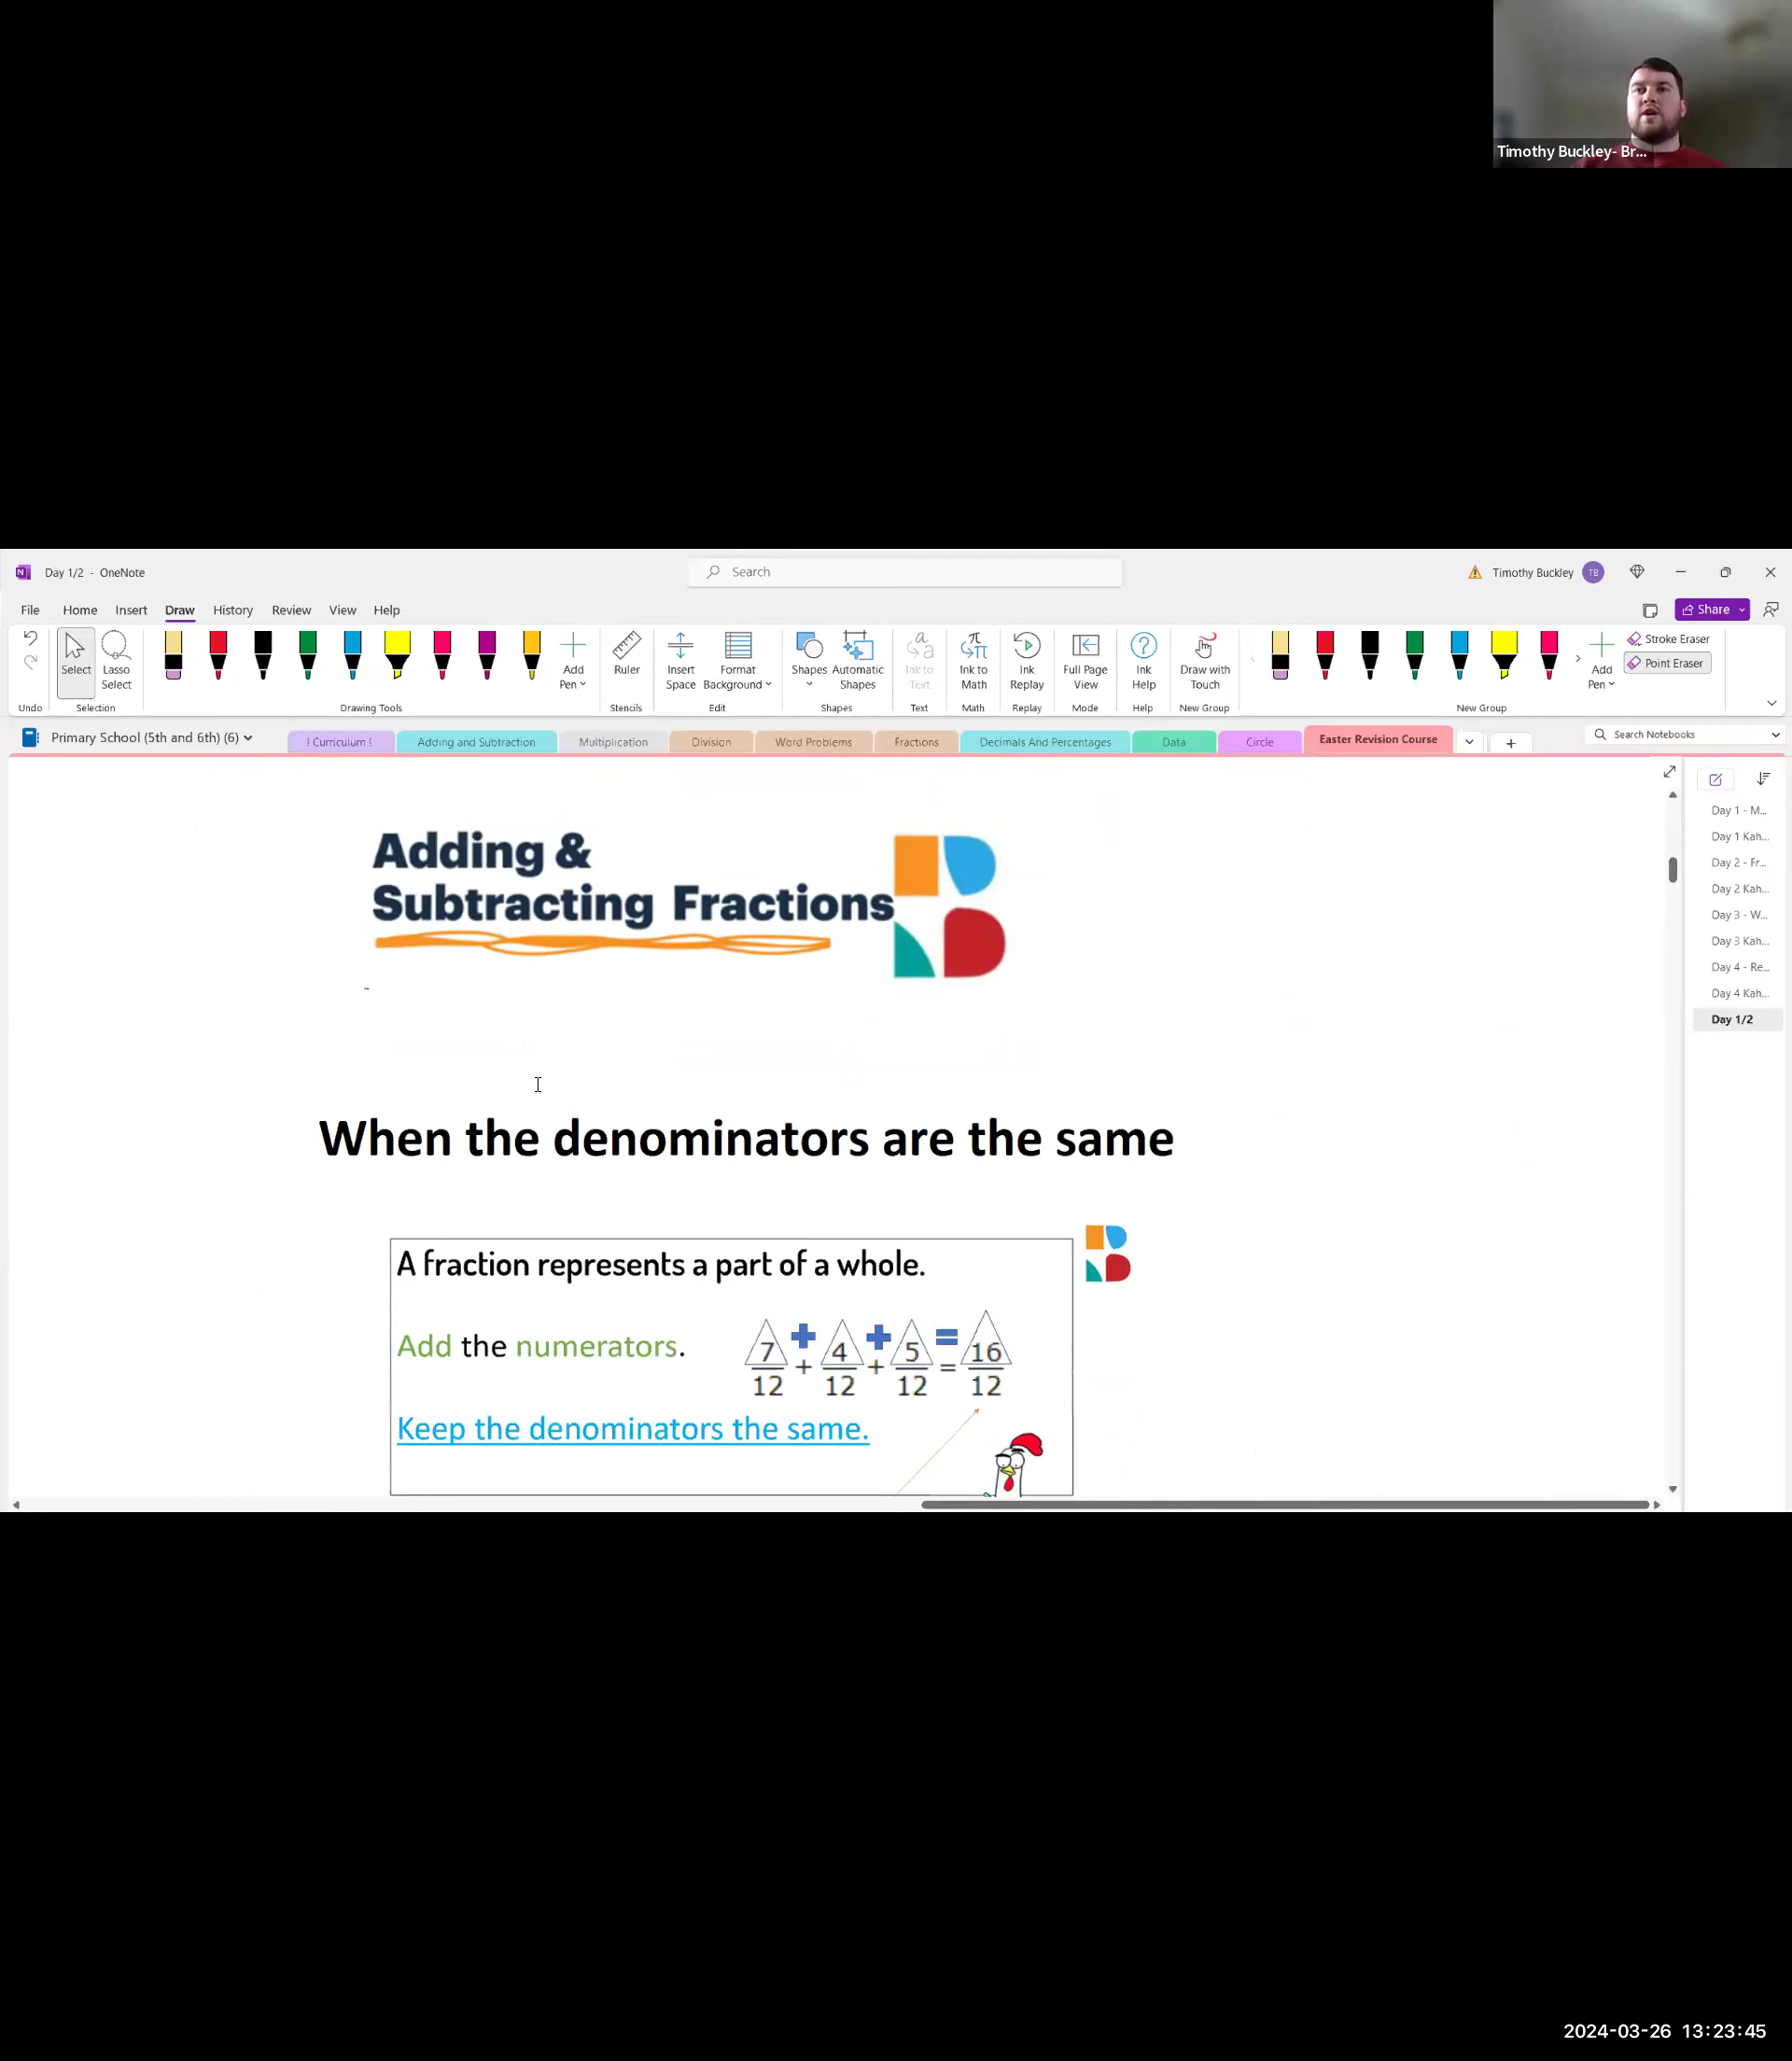 Timothy Buckley- Br...
Day 1/2 - OneNote
Search
Timothy Buckley
TB
File Home Insert Draw History Review View Help
Share
Select
Lasso Select
Add Pen
Ruler
Insert Space
Format Background
Shapes
Automatic Shapes
Ink to Text
Ink to Math
Ink Replay
Full Page View
Ink Help
Draw with Touch
Add Pen
Stroke Eraser
Point Eraser
Undo Selection Drawing Tools Stencils Edit Shapes Text Math Replay Mode Help New Group New Group
Primary School (5th and 6th) (6)
! Curriculum ! Adding and Subtraction Multiplication Division Word Problems Fractions Decimals And Percentages Data Circle Easter Revision Course
Search Notebooks
Day 1 - M...
Day 1 Kah...
Day 2 - Fr...
Day 2 Kah...
Day 3 - W...
Day 3 Kah...
Day 4 - Re...
Day 4 Kah...
Day 1/2
Adding &
Subtracting Fractions
When the denominators are the same
A fraction represents a part of a whole.
Add the numerators.
7/12 + 4/12 + 5/12 = 16/12
Keep the denominators the same.
2024-03-26 13:23:45